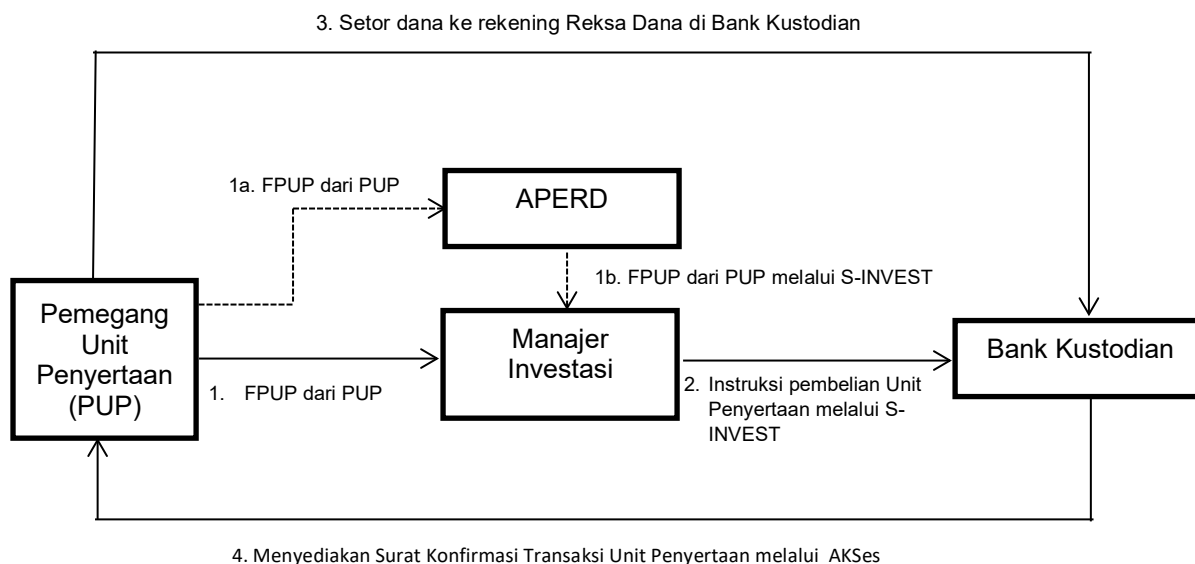 3. Setor dana ke rekening Reksa Dana di Bank Kustodian
1a. FPUP dari PUP
APERD
1b. FPUP dari PUP melalui S-INVEST
Pemegang
Unit
Penyertaan
(PUP)
Manajer
Investasi
Bank Kustodian
1. FPUP dari PUP
2. Instruksi pembelian Unit
Penyertaan melalui S-
INVEST
4. Menyediakan Surat Konfirmasi Transaksi Unit Penyertaan melalui AKSes